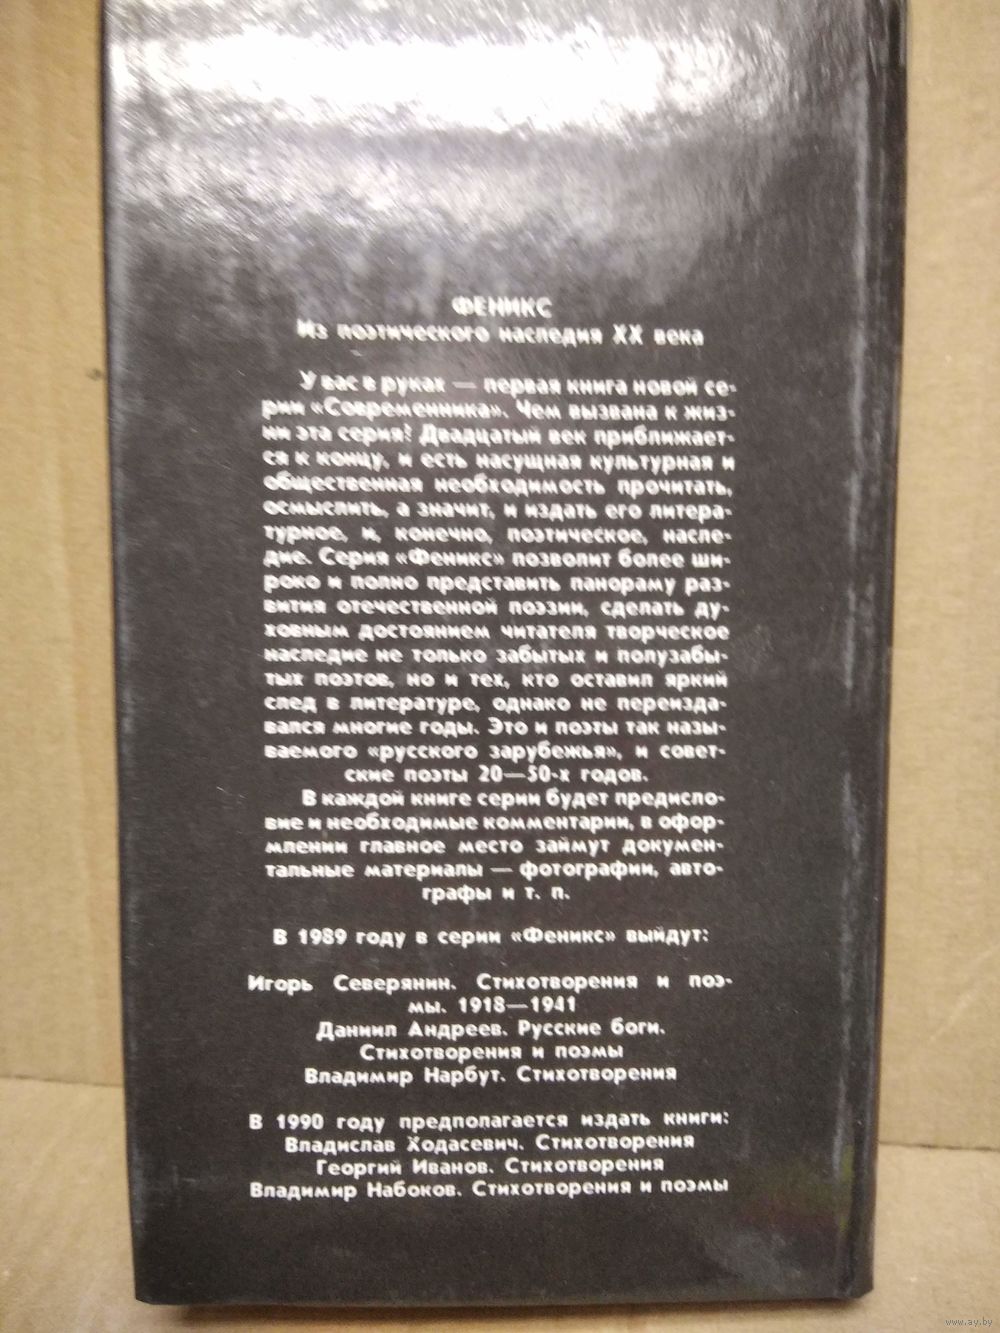 ФЕНИКС
Из поэтического наследия XX века
У вас в руках — первая книга новой се-
рии «Современника». Чем вызвана к жиз-
ни эта серия? Двадцатый век приближает-
ся к концу, и есть насущная культурная и
общественная необходимость прочитать,
осмыслить, а значит, и издать его литера-
турное, и, конечно, поэтическое, насле-
дие. Серия «Феникс» позволит более ши-
роко и полно представить панораму раз-
вития отечественной поэзии, сделать ду-
ховным достоянием читателя творческое
наследие не только забытых и полузабы-
тых поэтов, но и тех, кто оставил яркий
след в литературе, однако не переизда-
вался многие годы. Это и поэты так назы-
ваемого «русского зарубежья», и совет-
ские поэты 20—50-х годов.
В каждой книге серии будет предисло-
вие и необходимые комментарии, в офор-
млении главное место займут докумен-
тальные материалы — фотографии, авто-
графы и т. п.
В 1989 году в серии «Феникс» выйдут:
Игорь Северянин. Стихотворения и поэ-
мы. 1918—1941
Даниил Андреев. Русские боги.
Стихотворения и поэмы
Владимир Нарбут. Стихотворения
В 1990 году предполагается издать книги:
Владислав Ходасевич. Стихотворения
Георгий Иванов. Стихотворения
Владимир Набоков. Стихотворения и поэмы
www.ay.by